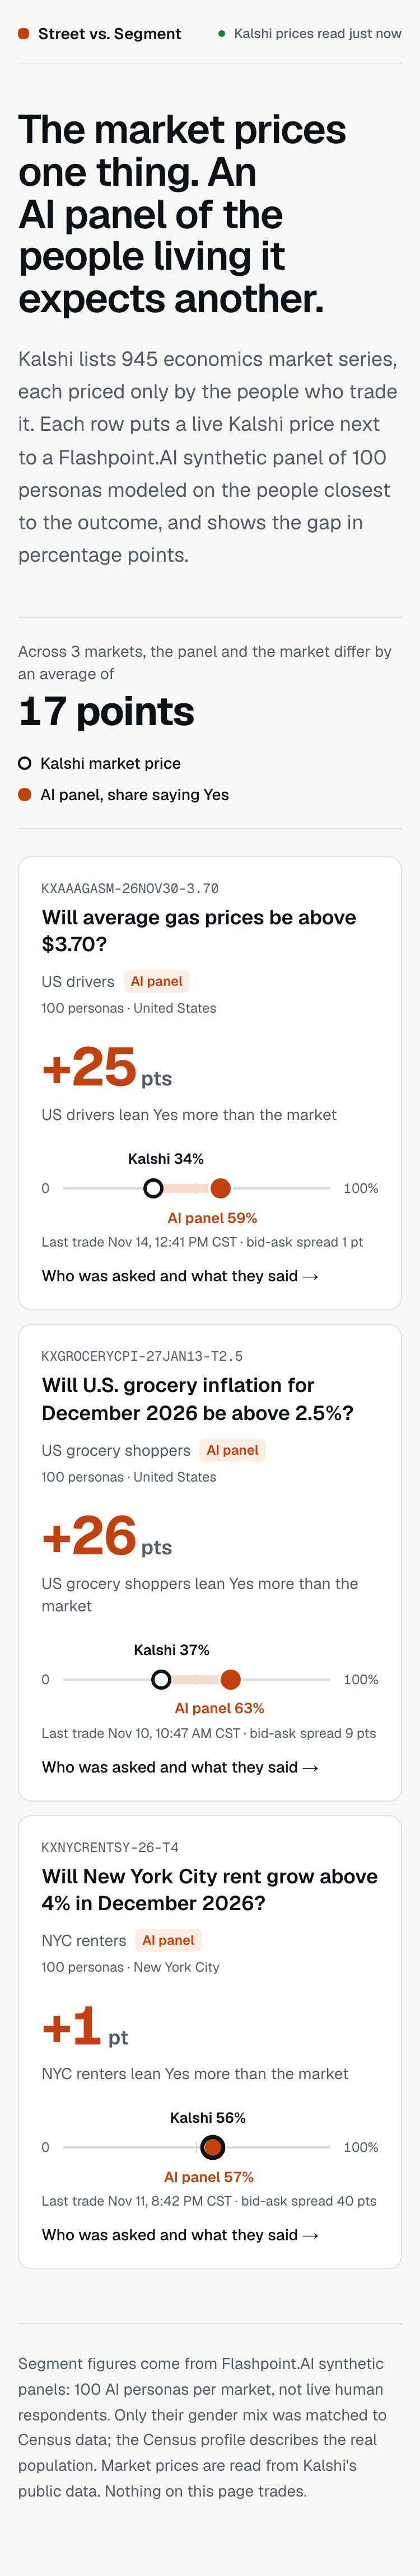 Street vs. Segment
Kalshi prices read just now
The market prices
one thing. An
AI panel of the
people living it
expects another.
Kalshi lists 945 economics market series,
each priced only by the people who trade
it. Each row puts a live Kalshi price next
to a Flashpoint.AI synthetic panel of 100
personas modeled on the people closest
to the outcome, and shows the gap in
percentage points.
Across 3 markets, the panel and the market differ by
an average of
17 points
Kalshi market price
AI panel, share saying Yes
KXAAAGASM-26NOV30-3.70
Will average gas prices be above
$3.70?
US drivers AI panel
100 personas · United States
+25 pts
US drivers lean Yes more than the market
Kalshi 34%
0 100%
AI panel 59%
Last trade Nov 14, 12:41 PM CST · bid-ask spread 1 pt
Who was asked and what they said →
KXGROCERYCPI-27JAN13-T2.5
Will U.S. grocery inflation for
December 2026 be above 2.5%?
US grocery shoppers AI panel
100 personas · United States
+26 pts
US grocery shoppers lean Yes more than the
market
Kalshi 37%
0 100%
AI panel 63%
Last trade Nov 10, 10:47 AM CST · bid-ask spread 9 pts
Who was asked and what they said →
KXNYCRENTSY-26-T4
Will New York City rent grow above
4% in December 2026?
NYC renters AI panel
100 personas · New York City
+1 pt
NYC renters lean Yes more than the market
Kalshi 56%
0 100%
AI panel 57%
Last trade Nov 11, 8:42 PM CST · bid-ask spread 40 pts
Who was asked and what they said →
Segment figures come from Flashpoint.AI synthetic
panels: 100 AI personas per market, not live human
respondents. Only their gender mix was matched to
Census data; the Census profile describes the real
population. Market prices are read from Kalshi's
public data. Nothing on this page trades.